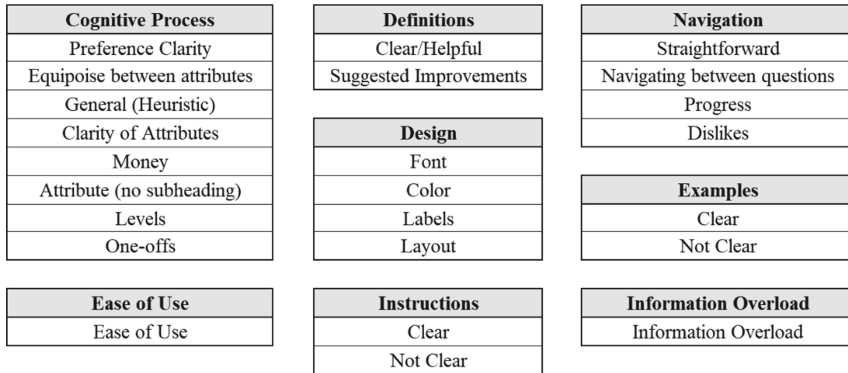 Cognitive Process
Preference Clarity
Equipoise between attributes
General (Heuristic)
Clarity of Attributes
Money
Attribute (no subheading)
Levels
One-offs
Ease of Use
Ease of Use
Definitions
Clear/Helpful
Suggested Improvements
Design
Font
Color
Labels
Layout
Instructions
Clear
Not Clear
Navigation
Straightforward
Navigating between questions
Progress
Dislikes
Examples
Clear
Not Clear
Information Overload
Information Overload